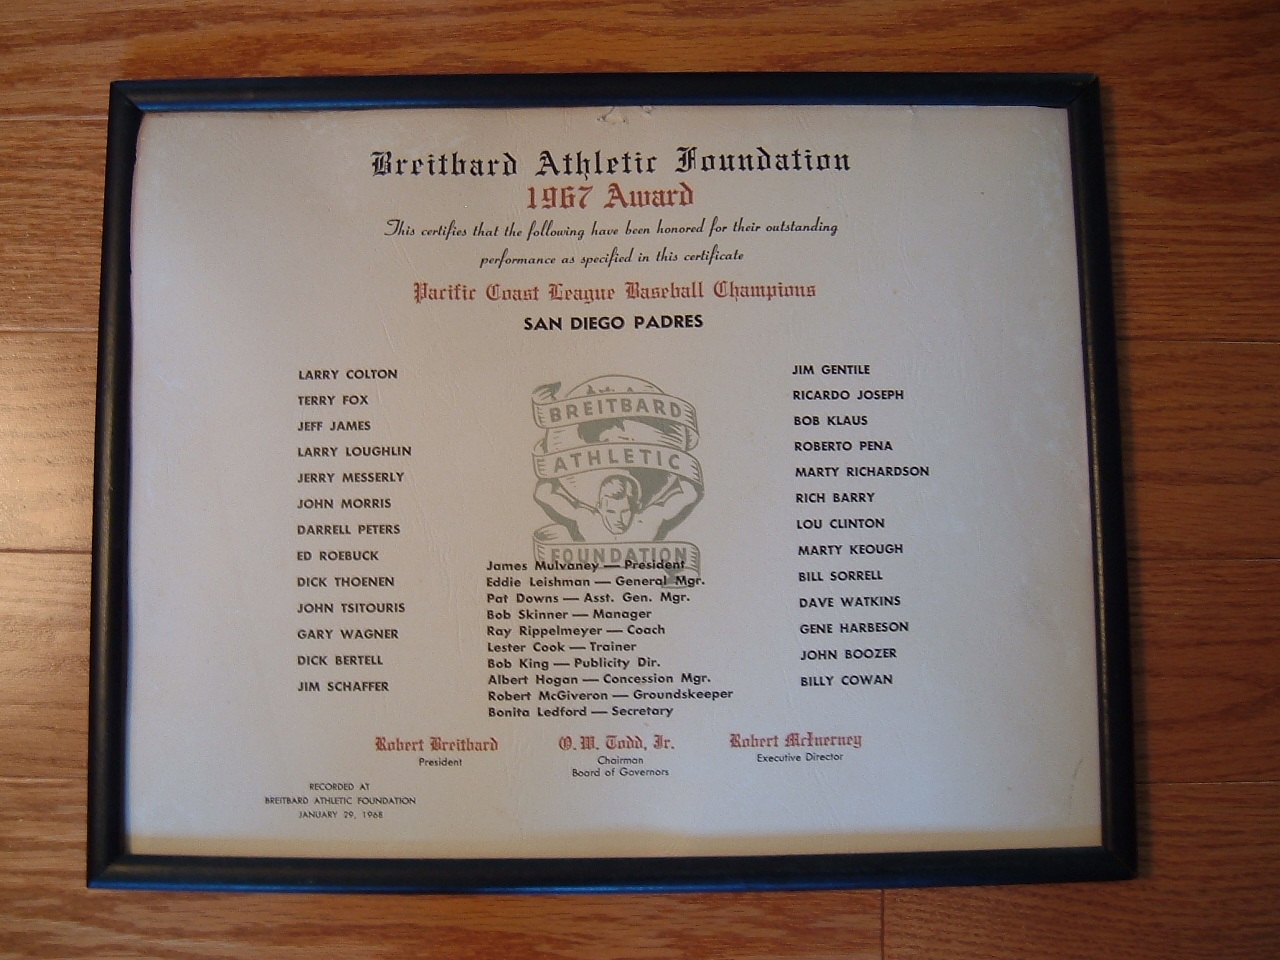 Breitbard Athletic Foundation
1967 Award
This certifies that the following have been honored for their outstanding
performance as specified in this certificate
Pacific Coast League Baseball Champions
SAN DIEGO PADRES
LARRY COLTON
TERRY FOX
JEFF JAMES
LARRY LOUGHLIN
JERRY MESSERLY
JOHN MORRIS
DARRELL PETERS
ED ROEBUCK
DICK THOENEN
JOHN TSITOURIS
GARY WAGNER
DICK BERTELL
JIM SCHAFFER
BREITBARD
ATHLETIC
FOUNDATION
James Mulvaney — President
Eddie Leishman — General Mgr.
Pat Downs — Asst. Gen. Mgr.
Bob Skinner — Manager
Ray Rippelmeyer — Coach
Lester Cook — Trainer
Bob King — Publicity Dir.
Albert Hogan — Concession Mgr.
Robert McGiveron — Groundskeeper
Bonita Ledford — Secretary
JIM GENTILE
RICARDO JOSEPH
BOB KLAUS
ROBERTO PENA
MARTY RICHARDSON
RICH BARRY
LOU CLINTON
MARTY KEOUGH
BILL SORRELL
DAVE WATKINS
GENE HARBESON
JOHN BOOZER
BILLY COWAN
Robert Breitbard
President
O. W. Todd, Jr.
Chairman
Board of Governors
Robert McInerney
Executive Director
RECORDED AT
BREITBARD ATHLETIC FOUNDATION
JANUARY 29, 1968